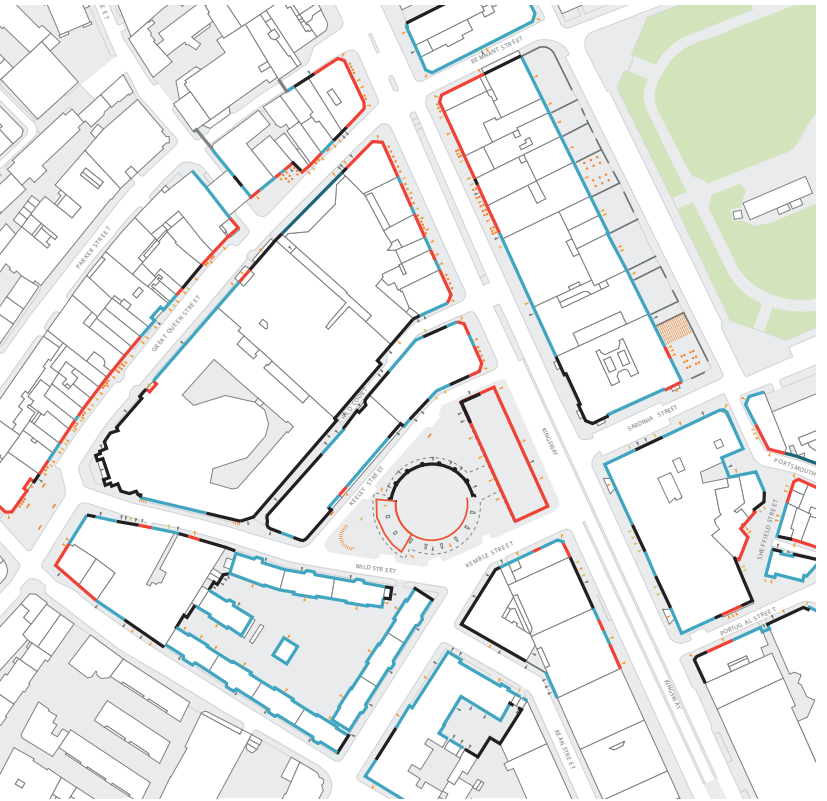 REMNANT STREET
PARKER STREET
GREAT QUEEN STREET
KINGSWAY
SARDINIA STREET
PORTSMOUTH
KEELEY STREET
SHEFFIELD STREET
KEMBLE STREET
WILD STREET
PORTUGAL STREET
KINGSWAY
KEAN STREET